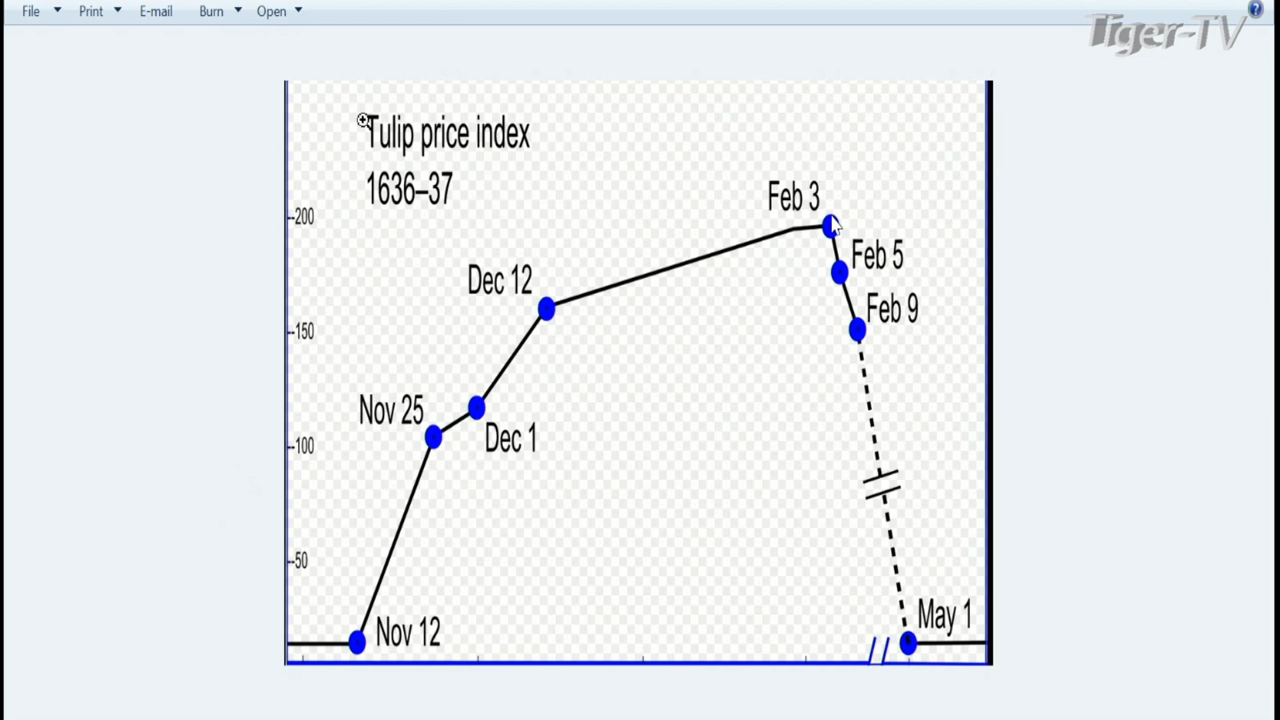 File Print E-mail Burn Open
?
Tiger-TV
Tulip price index
1636–37
Feb 3
200
Feb 5
Dec 12
Feb 9
150
Nov 25
Dec 1
100
50
May 1
Nov 12